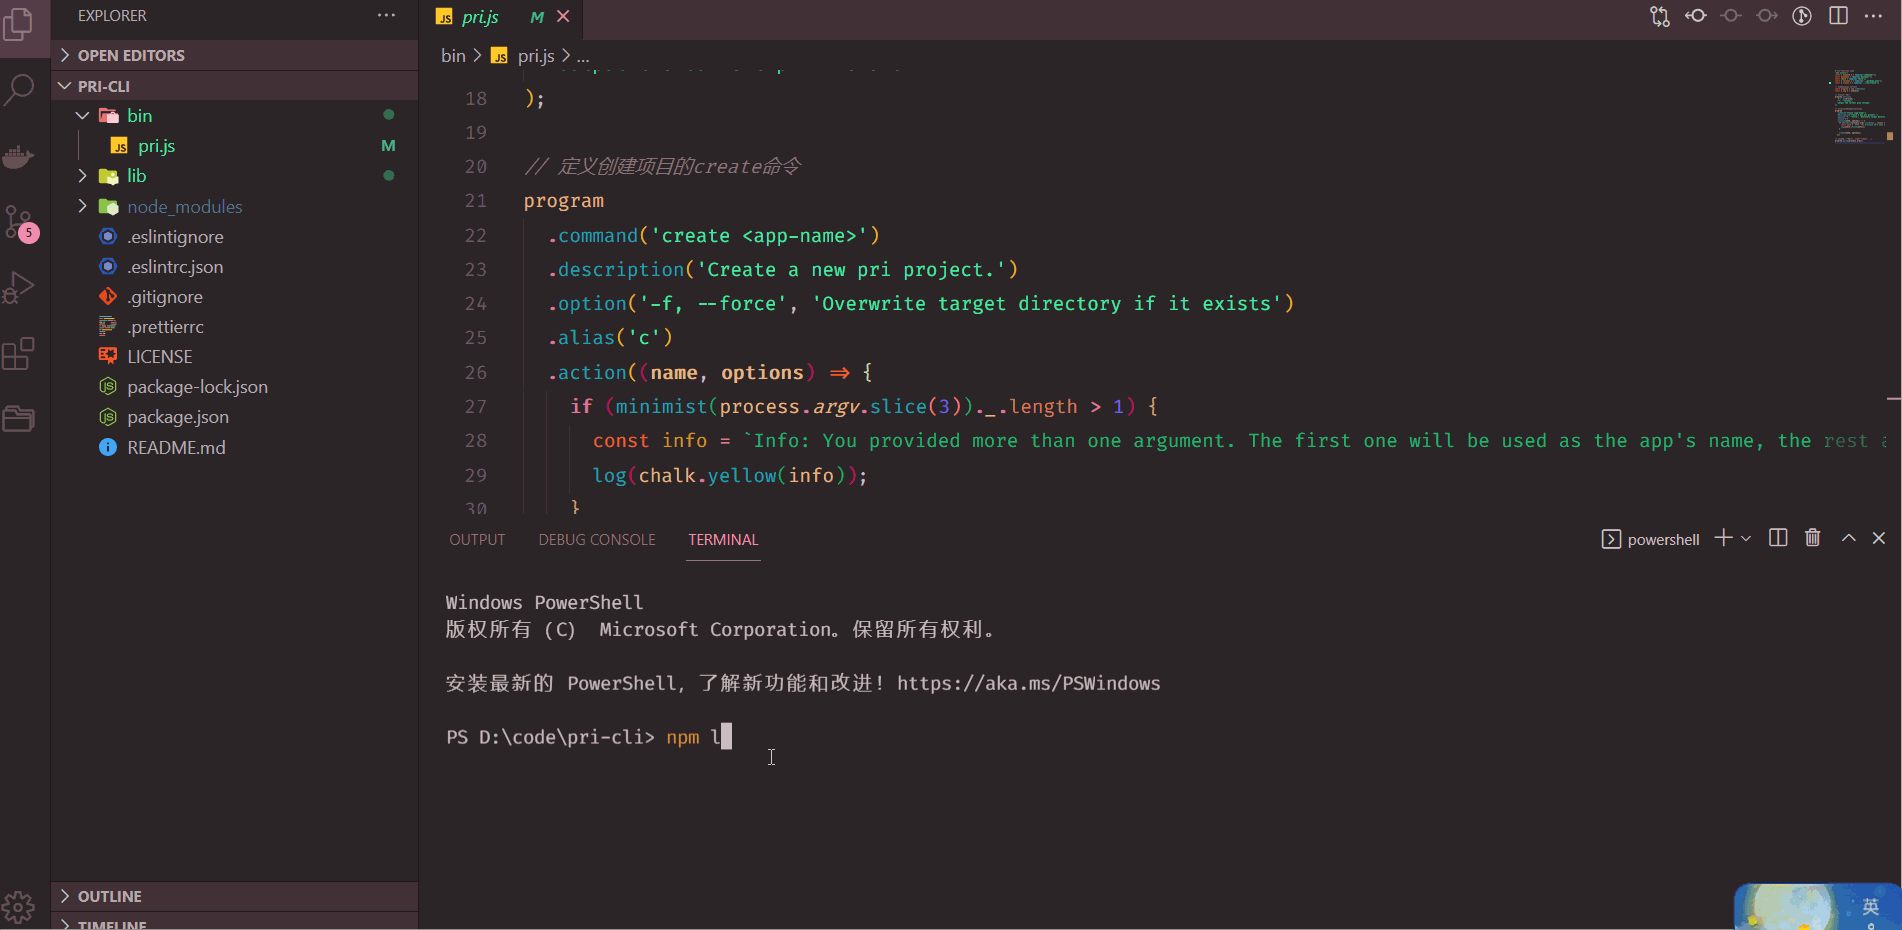 EXPLORER
OPEN EDITORS
PRI-CLI
bin
pri.js M
lib
node_modules
.eslintignore
.eslintrc.json
.gitignore
.prettierrc
LICENSE
package-lock.json
package.json
README.md
OUTLINE
TIMELINE
5
JS pri.js M
bin > JS pri.js > ...
18 );
19
20 // 定义创建项目的create命令
21 program
22 .command('create <app-name>')
23 .description('Create a new pri project.')
24 .option('-f, --force', 'Overwrite target directory if it exists')
25 .alias('c')
26 .action((name, options) => {
27 if (minimist(process.argv.slice(3))._.length > 1) {
28 const info = `Info: You provided more than one argument. The first one will be used as the app's name, the rest a
29 log(chalk.yellow(info));
30 }
OUTPUT DEBUG CONSOLE TERMINAL powershell
Windows PowerShell
版权所有 (C) Microsoft Corporation。保留所有权利。
安装最新的 PowerShell，了解新功能和改进！https://aka.ms/PSWindows
PS D:\code\pri-cli> npm l
英